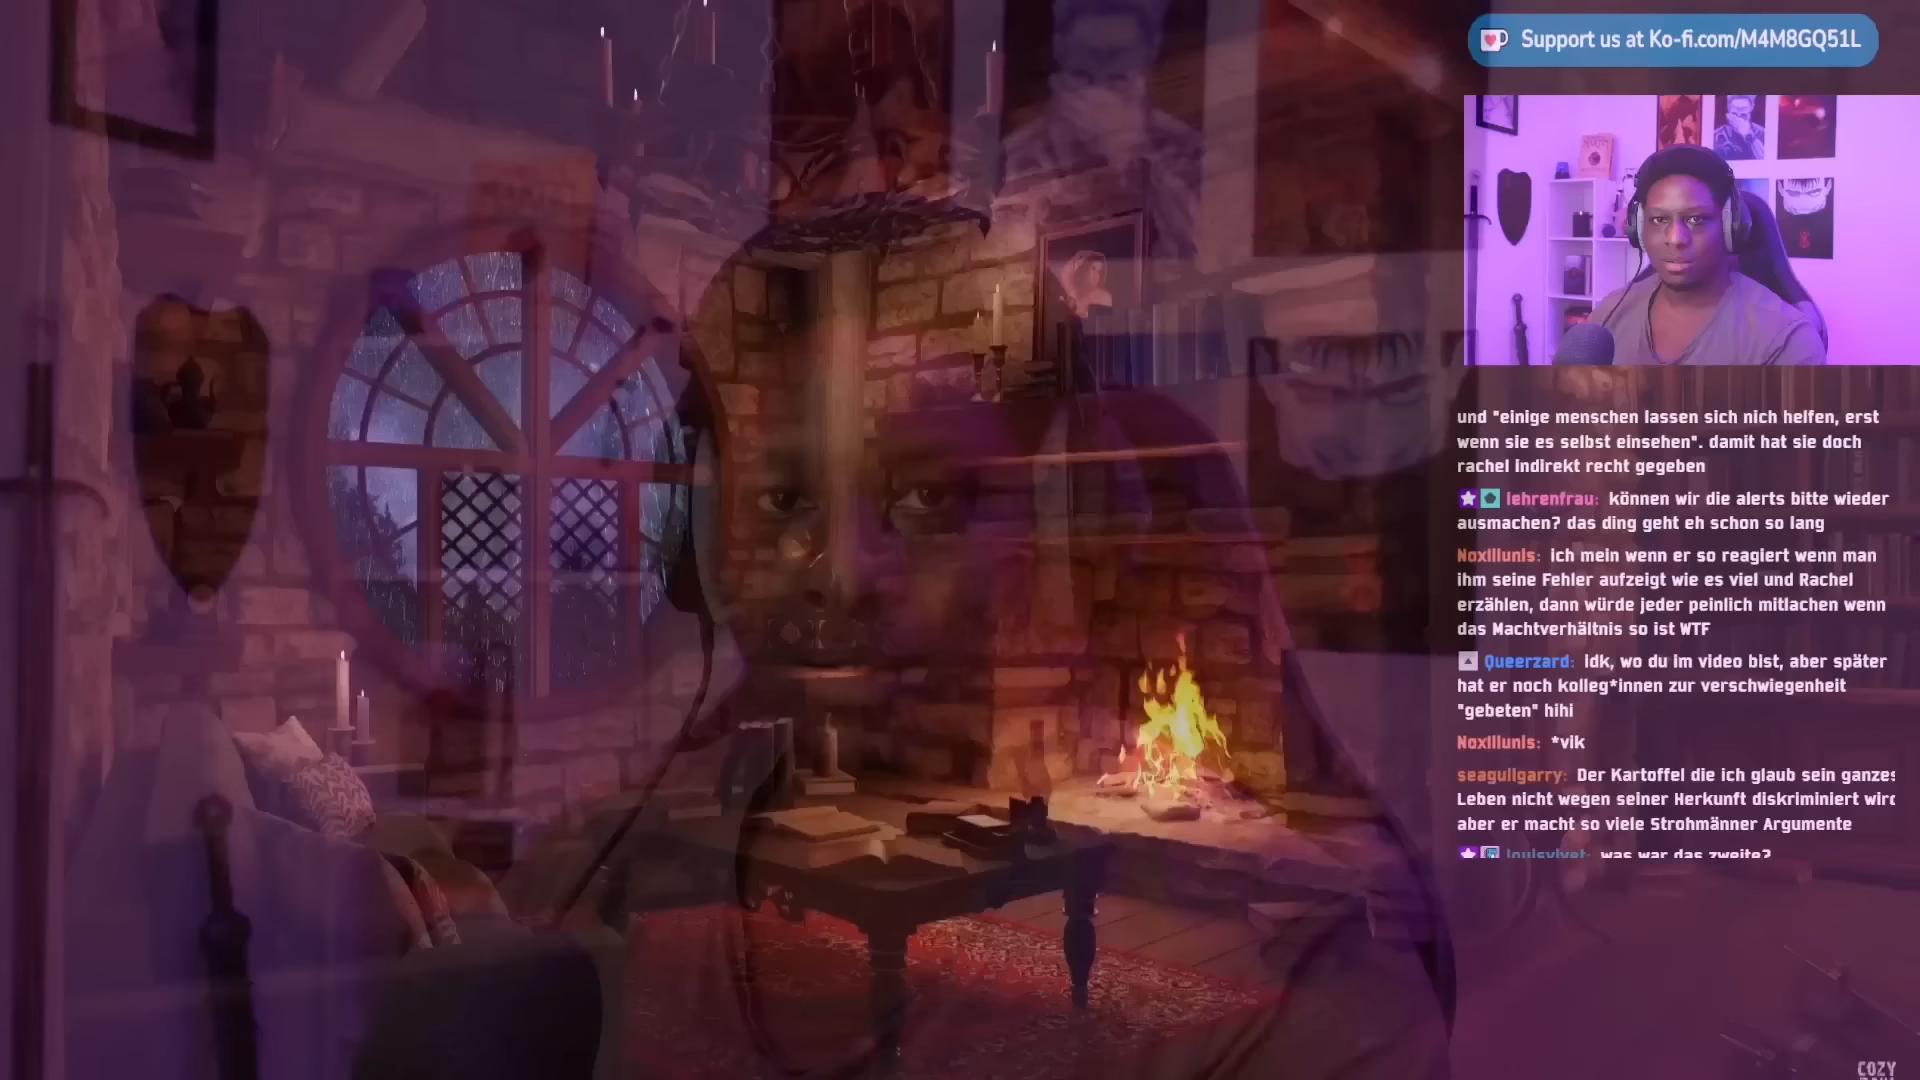 Support us at Ko-fi.com/M4M8GQ51L
und "einige menschen lassen sich nich helfen, erst
wenn sie es selbst einsehen". damit hat sie doch
rachel indirekt recht gegeben
lehrenfrau: können wir die alerts bitte wieder
ausmachen? das ding geht eh schon so lang
NoxIllunis: ich mein wenn er so reagiert wenn man
ihm seine Fehler aufzeigt wie es viel und Rachel
erzählen, dann würde jeder peinlich mitlachen wenn
das Machtverhältnis so ist WTF
Queerzard: Idk, wo du im video bist, aber später
hat er noch kolleg*innen zur verschwiegenheit
"gebeten" hihi
NoxIllunis: *vik
seagullgarry: Der Kartoffel die ich glaub sein ganzes
Leben nicht wegen seiner Herkunft diskriminiert wird
aber er macht so viele Strohmänner Argumente
was war das zweite?
COZY